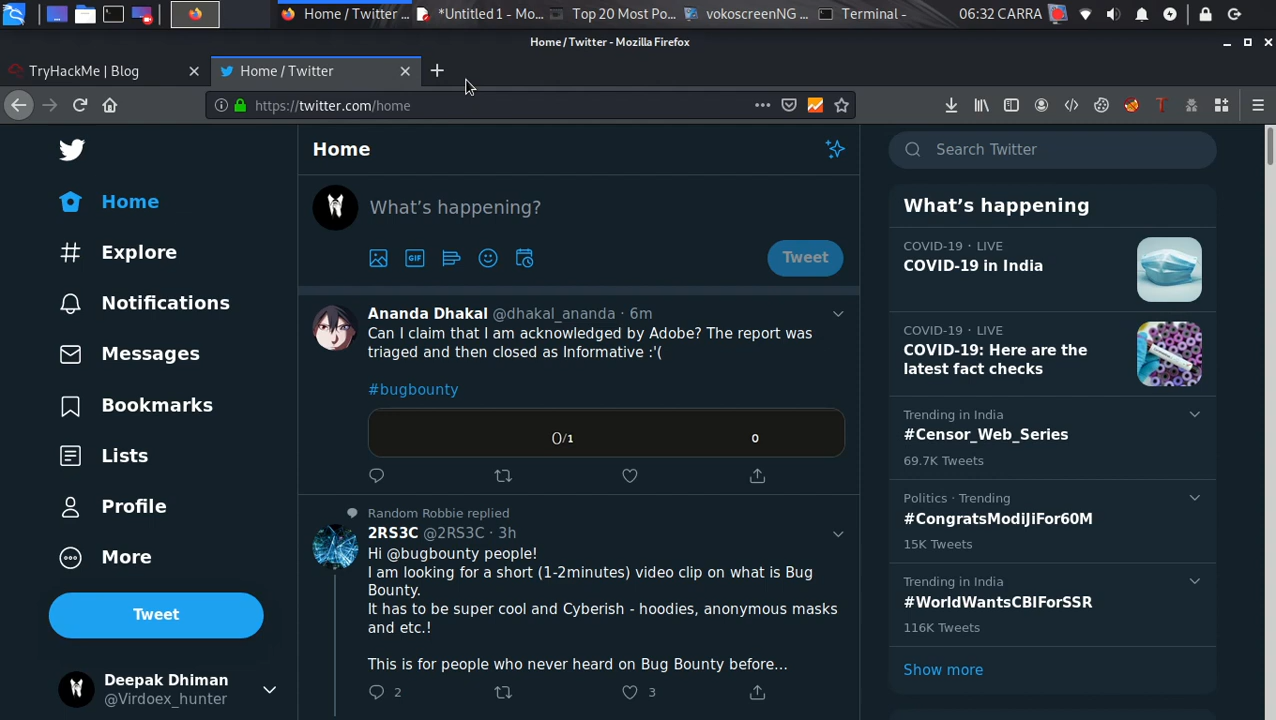 Home / Twitter ...
*Untitled 1 - Mo...
Top 20 Most Po...
vokoscreenNG ...
Terminal -
06:32 CARRA
Home / Twitter - Mozilla Firefox
TryHackMe | Blog
Home / Twitter
https://twitter.com/home
Home
Explore
Notifications
Messages
Bookmarks
Lists
Profile
More
Tweet
Deepak Dhiman
@Virdoex_hunter
Home
What's happening?
GIF
Tweet
Ananda Dhakal @dhakal_ananda · 6m
Can I claim that I am acknowledged by Adobe? The report was
triaged and then closed as Informative :'(
#bugbounty
0/1 0
Random Robbie replied
2RS3C @2RS3C · 3h
Hi @bugbounty people!
I am looking for a short (1-2minutes) video clip on what is Bug
Bounty.
It has to be super cool and Cyberish - hoodies, anonymous masks
and etc.!
This is for people who never heard on Bug Bounty before...
2 3
Search Twitter
What's happening
COVID-19 · LIVE
COVID-19 in India
COVID-19 · LIVE
COVID-19: Here are the
latest fact checks
Trending in India
#Censor_Web_Series
69.7K Tweets
Politics · Trending
#CongratsModiJiFor60M
15K Tweets
Trending in India
#WorldWantsCBIForSSR
116K Tweets
Show more